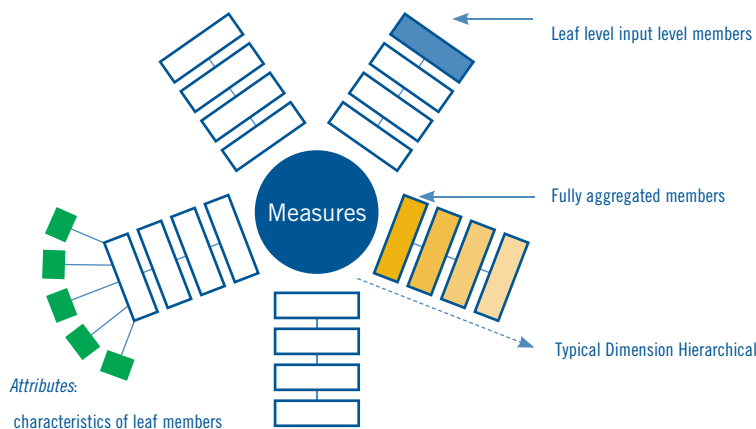 Leaf level input level members
Fully aggregated members
Measures
Typical Dimension Hierarchical
Attributes:
characteristics of leaf members